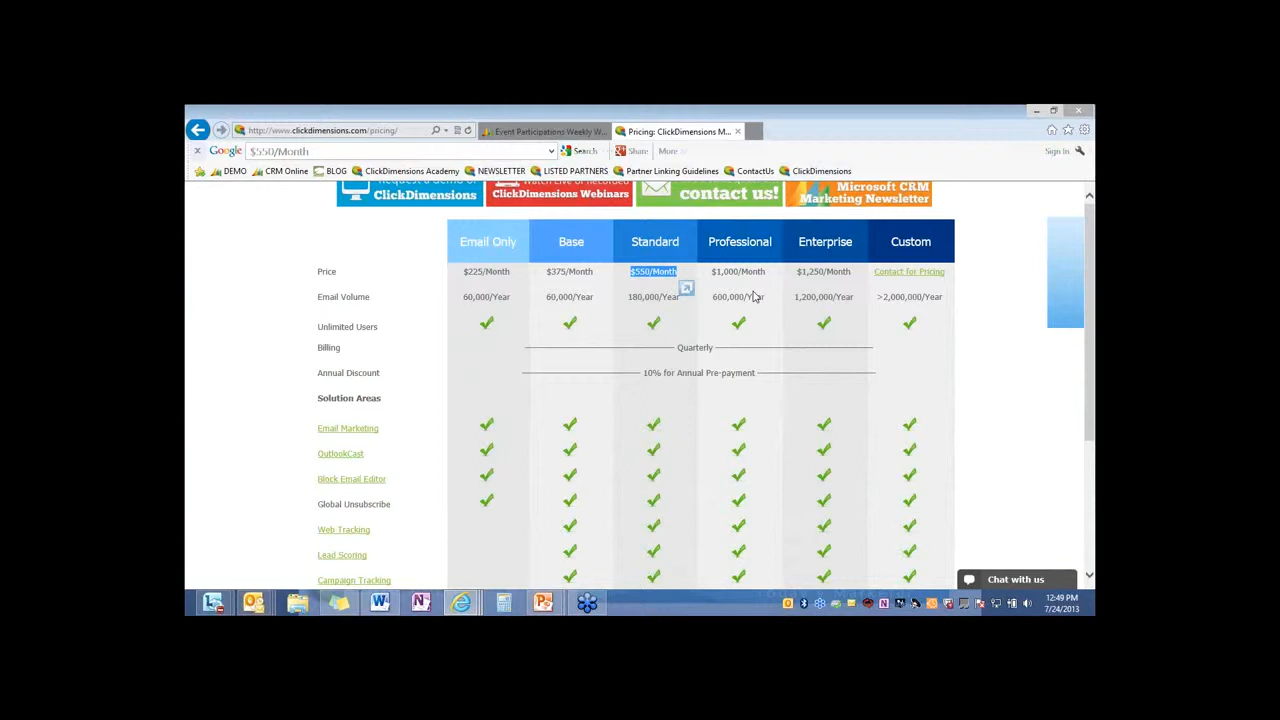 http://www.clickdimensions.com/pricing/
Event Participations Weekly W...
Pricing: ClickDimensions M...
Google
$550/Month
Search
Share
More
Sign in
DEMO
CRM Online
BLOG
ClickDimensions Academy
NEWSLETTER
LISTED PARTNERS
Partner Linking Guidelines
ContactUs
ClickDimensions
ClickDimensions
ClickDimensions Webinars
contact us!
Microsoft CRM
Marketing Newsletter
Email Only Base Standard Professional Enterprise Custom
Price $225/Month $375/Month $550/Month $1,000/Month $1,250/Month Contact for Pricing
Email Volume 60,000/Year 60,000/Year 180,000/Year 600,000/Year 1,200,000/Year >2,000,000/Year
Unlimited Users
Billing Quarterly
Annual Discount 10% for Annual Pre-payment
Solution Areas
Email Marketing
OutlookCast
Block Email Editor
Global Unsubscribe
Web Tracking
Lead Scoring
Campaign Tracking
Chat with us
12:49 PM
7/24/2013